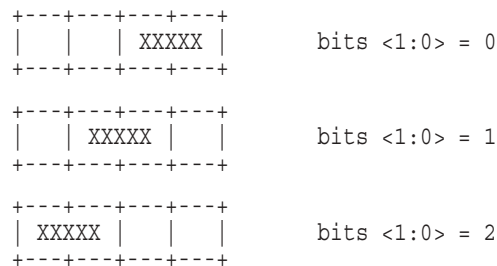 +---+---+---+---+
|   |   | XXXXX |         bits <1:0> = 0
+---+---+---+---+
+---+---+---+---+
|   | XXXXX |   |         bits <1:0> = 1
+---+---+---+---+
+---+---+---+---+
| XXXXX |   |   |         bits <1:0> = 2
+---+---+---+---+